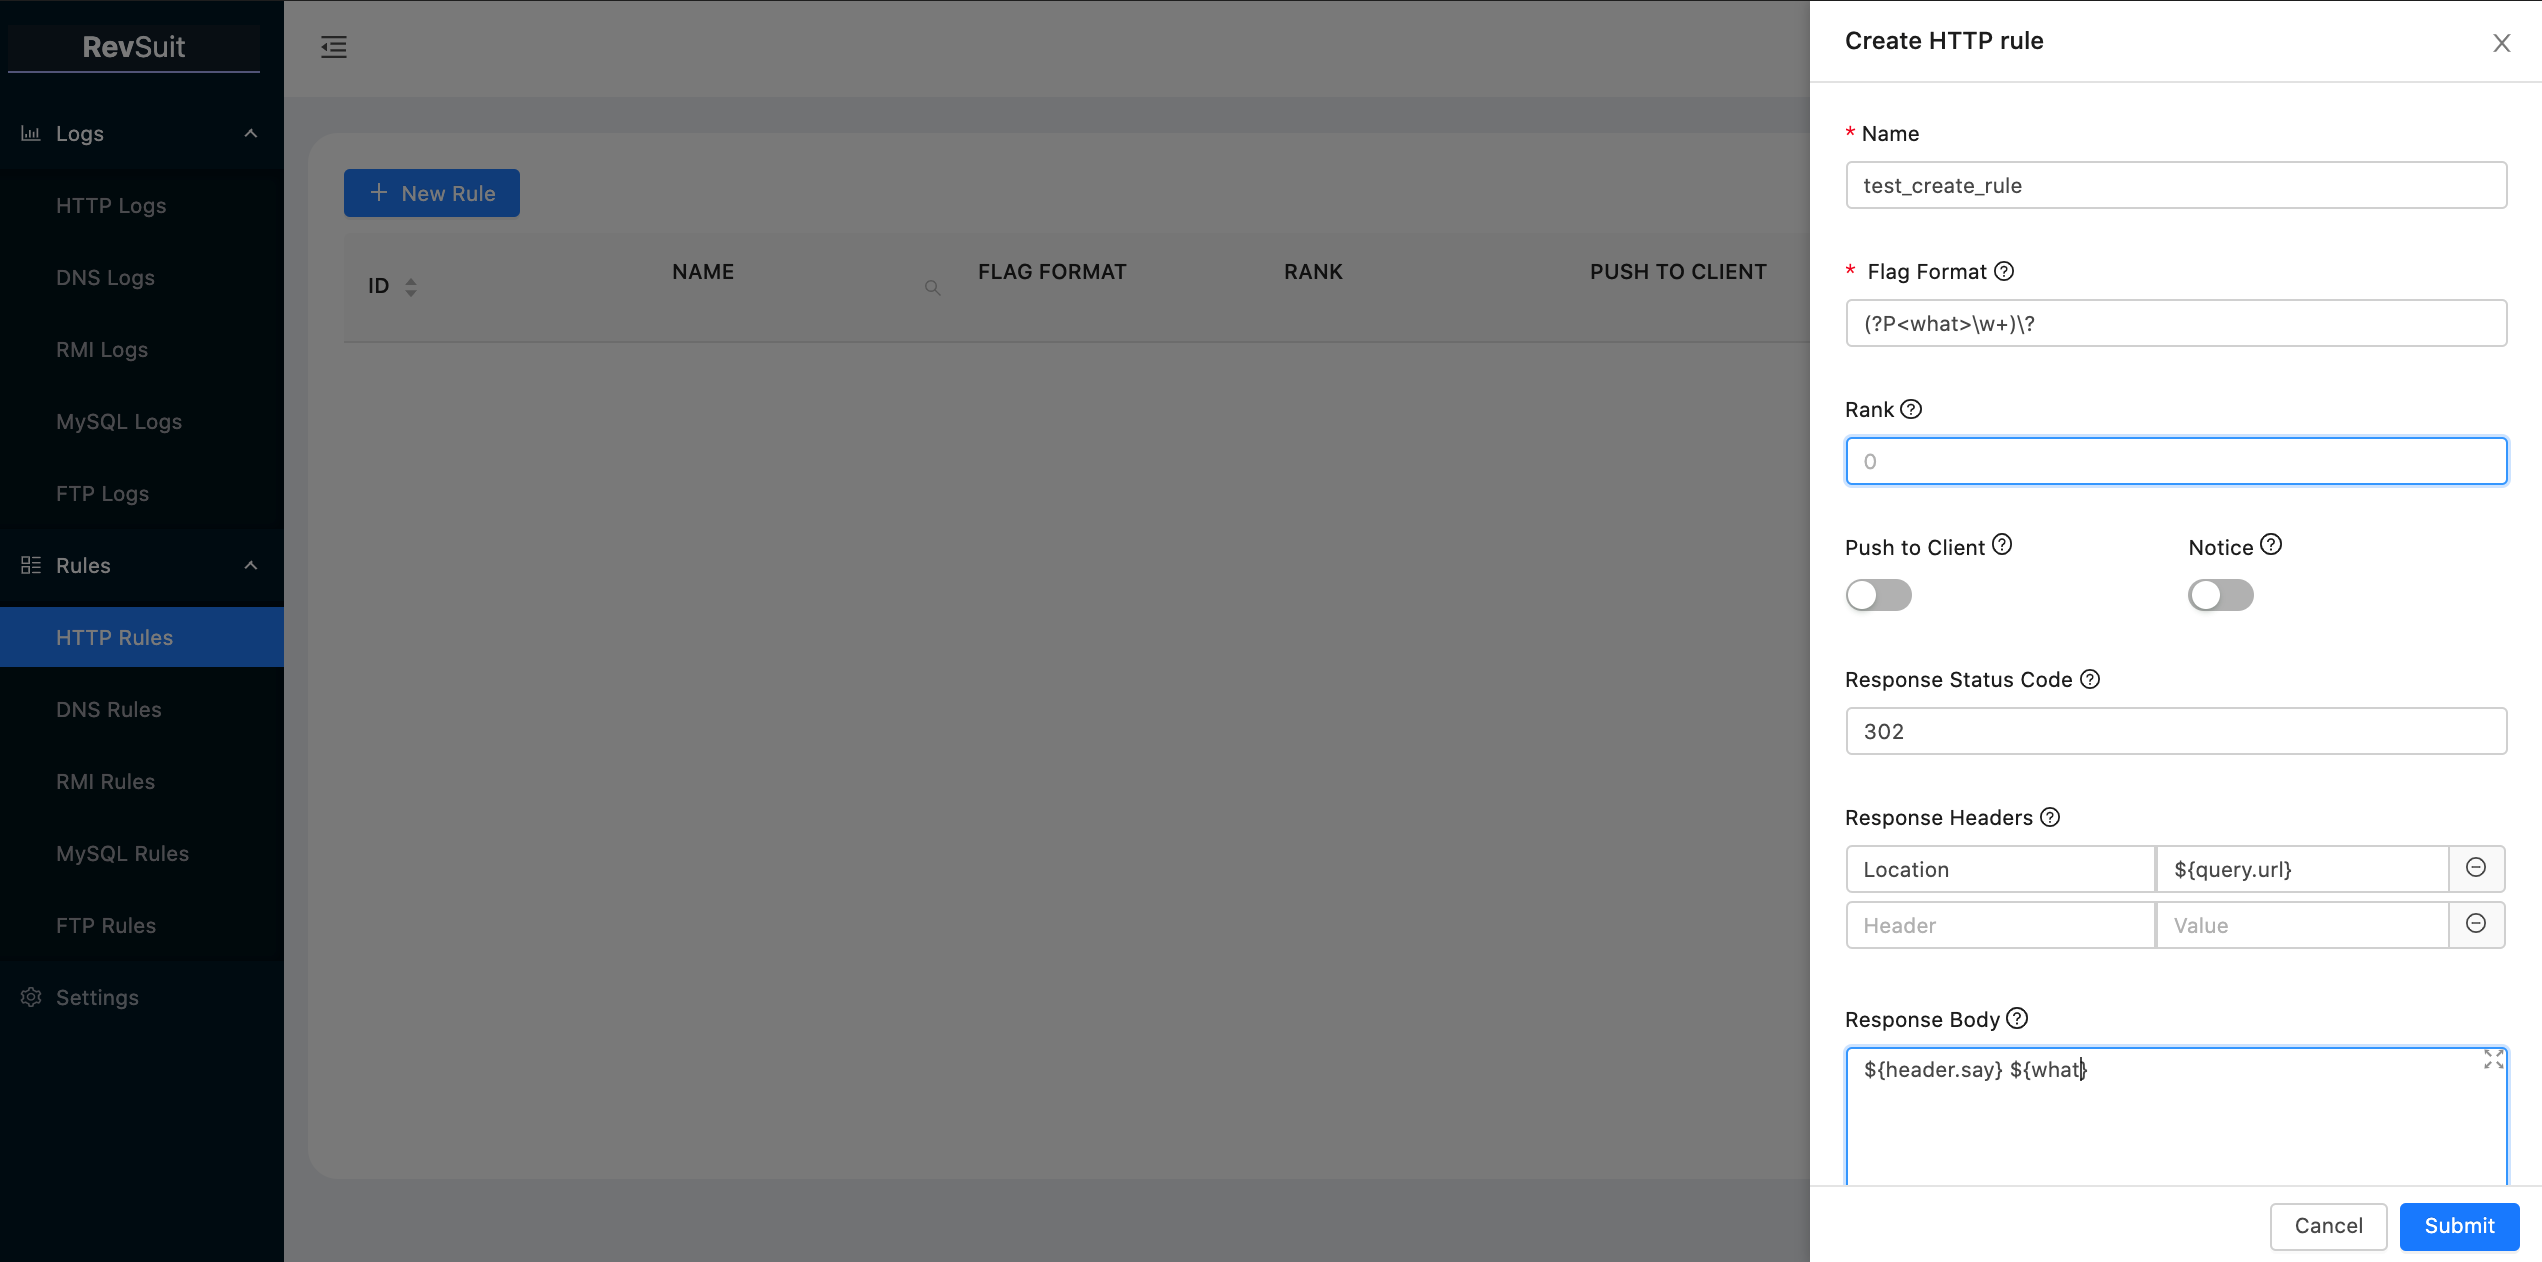 RevSuit
Logs
HTTP Logs
DNS Logs
RMI Logs
MySQL Logs
FTP Logs
Rules
HTTP Rules
DNS Rules
RMI Rules
MySQL Rules
FTP Rules
Settings
+ New Rule
ID NAME FLAG FORMAT RANK PUSH TO CLIENT
Create HTTP rule
* Name
test_create_rule
* Flag Format
(?P<what>\w+)\?
Rank
0
Push to Client Notice
Response Status Code
302
Response Headers
Location ${query.url}
Header Value
Response Body
${header.say} ${what}
Cancel Submit